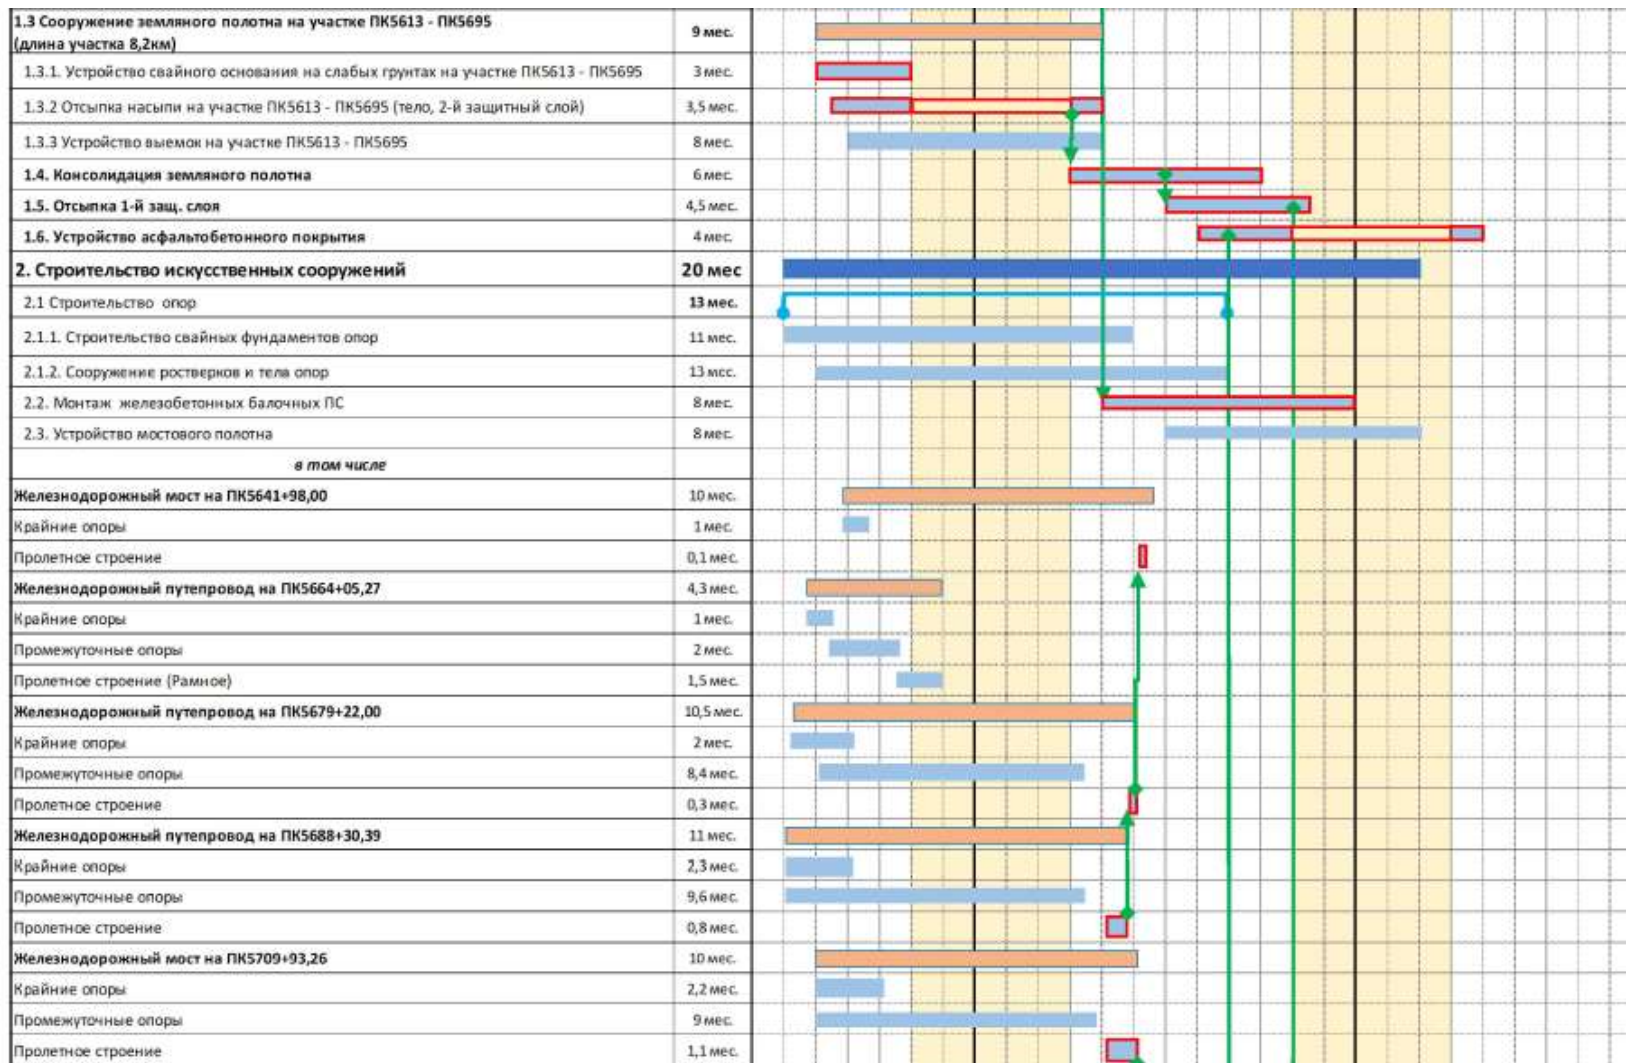 1.3 Сооружение земляного полотна на участке ПК5613 - ПК5695
(длина участка 8,2км)
9 мес.
1.3.1. Устройство свайного основания на слабых грунтах на участке ПК5613 - ПК5695 3 мес.
1.3.2 Отсыпка насыпи на участке ПК5613 - ПК5695 (тело, 2-й защитный слой) 3,5 мес.
1.3.3 Устройство выемок на участке ПК5613 - ПК5695 8 мес.
1.4. Консолидация земляного полотна 6 мес.
1.5. Отсыпка 1-й защ. слоя 4,5 мес.
1.6. Устройство асфальтобетонного покрытия 4 мес.
2. Строительство искусственных сооружений 20 мес
2.1 Строительство опор 13 мес.
2.1.1. Строительство свайных фундаментов опор 11 мес.
2.1.2. Сооружение ростверков и тела опор 13 мес.
2.2. Монтаж железобетонных балочных ПС 8 мес.
2.3. Устройство мостового полотна 8 мес.
в том числе
Железнодорожный мост на ПК5641+98,00 10 мес.
Крайние опоры 1 мес.
Пролетное строение 0,1 мес.
Железнодорожный путепровод на ПК5664+05,27 4,3 мес.
Крайние опоры 1 мес.
Промежуточные опоры 2 мес.
Пролетное строение (Рамное) 1,5 мес.
Железнодорожный путепровод на ПК5679+22,00 10,5 мес.
Крайние опоры 2 мес.
Промежуточные опоры 8,4 мес.
Пролетное строение 0,3 мес.
Железнодорожный путепровод на ПК5688+30,39 11 мес.
Крайние опоры 2,3 мес.
Промежуточные опоры 9,6 мес.
Пролетное строение 0,8 мес.
Железнодорожный мост на ПК5709+93,26 10 мес.
Крайние опоры 2,2 мес.
Промежуточные опоры 9 мес.
Пролетное строение 1,1 мес.